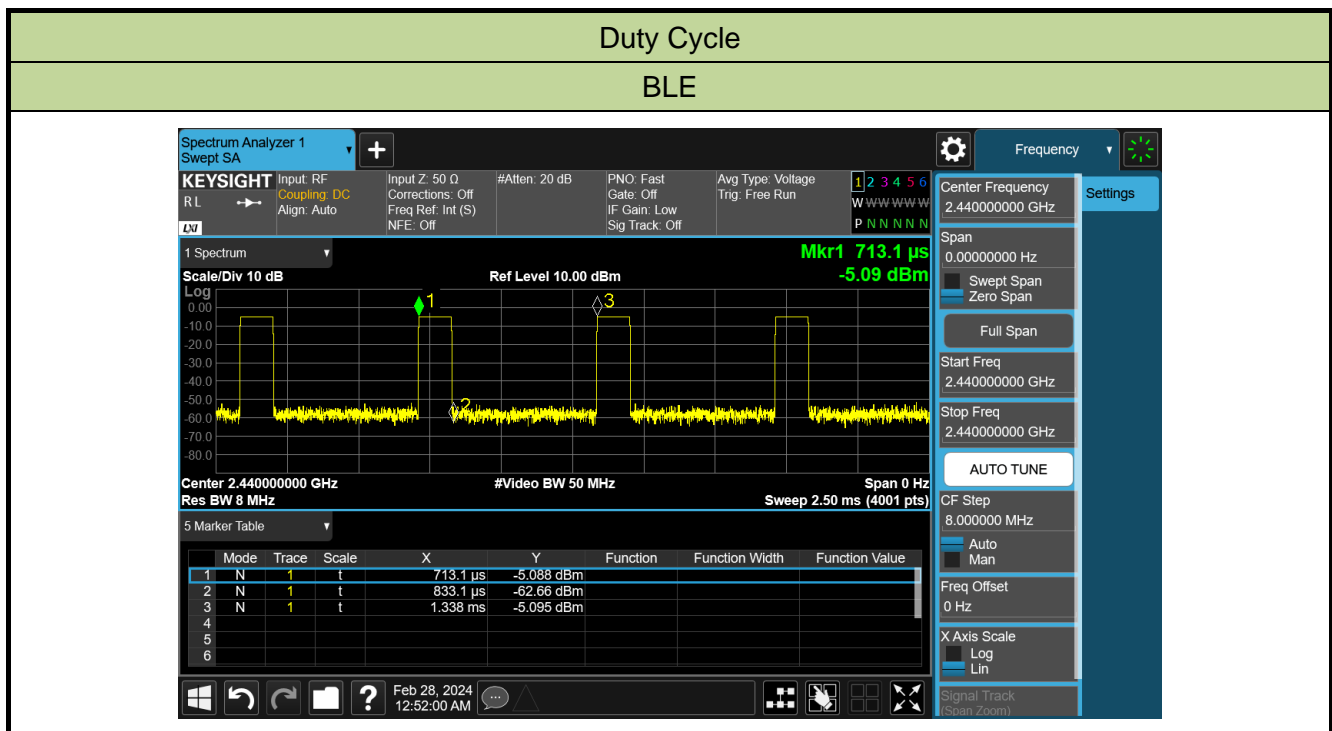 Duty Cycle
BLE
Spectrum Analyzer 1
Swept SA
+
Frequency
KEYSIGHT
RL
LXI
Input: RF
Coupling: DC
Align: Auto
Input Z: 50 Ω
Corrections: Off
Freq Ref: Int (S)
NFE: Off
#Atten: 20 dB
PNO: Fast
Gate: Off
IF Gain: Low
Sig Track: Off
Avg Type: Voltage
Trig: Free Run
1 2 3 4 5 6
W W W W W W
P N N N N N
1 Spectrum
Mkr1 713.1 µs
-5.09 dBm
Scale/Div 10 dB
Ref Level 10.00 dBm
Log
0.00
-10.0
-20.0
-30.0
-40.0
-50.0
-60.0
-70.0
-80.0
1
2
3
Center 2.440000000 GHz
#Video BW 50 MHz
Span 0 Hz
Res BW 8 MHz
Sweep 2.50 ms (4001 pts)
5 Marker Table
Mode Trace Scale X Y Function Function Width Function Value
1 N 1 t 713.1 µs -5.088 dBm
2 N 1 t 833.1 µs -62.66 dBm
3 N 1 t 1.338 ms -5.095 dBm
4
5
6
Feb 28, 2024
12:52:00 AM
?
Center Frequency
2.440000000 GHz
Settings
Span
0.00000000 Hz
Swept Span
Zero Span
Full Span
Start Freq
2.440000000 GHz
Stop Freq
2.440000000 GHz
AUTO TUNE
CF Step
8.000000 MHz
Auto
Man
Freq Offset
0 Hz
X Axis Scale
Log
Lin
Signal Track
(Span Zoom)